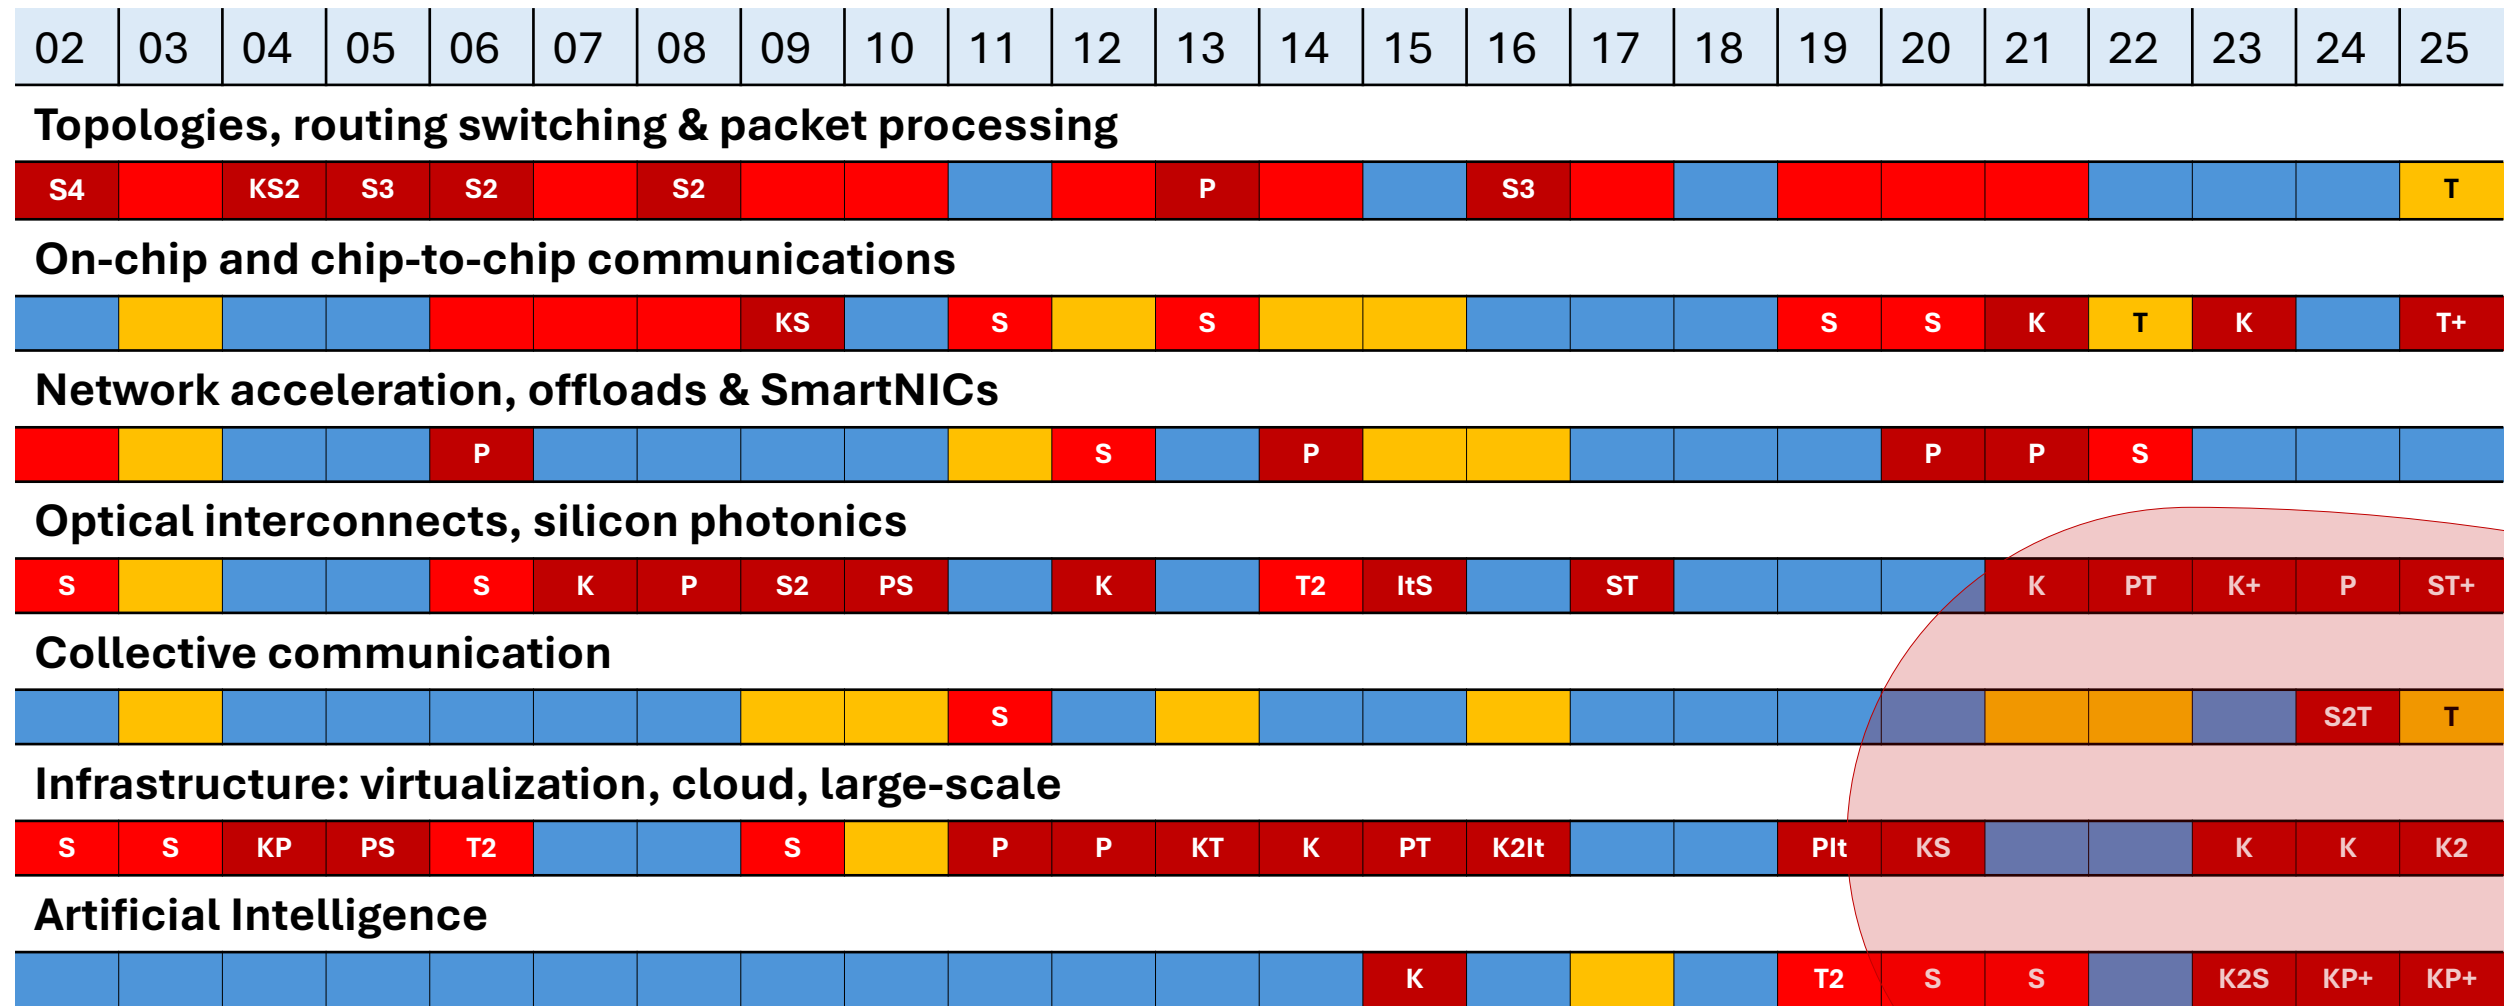 02 03 04 05 06 07 08 09 10 11 12 13 14 15 16 17 18 19 20 21 22 23 24 25
Topologies, routing switching & packet processing
S4 KS2 S3 S2 S2 P S3 T
On-chip and chip-to-chip communications
KS S S S S K T K T+
Network acceleration, offloads & SmartNICs
P S P P P S
Optical interconnects, silicon photonics
S S K P S2 PS K T2 ItS ST K PT K+ P ST+
Collective communication
S S2T T
Infrastructure: virtualization, cloud, large-scale
S S KP PS T2 S P P KT K PT K2It PIt KS K K K2
Artificial Intelligence
K T2 S S K2S KP+ KP+